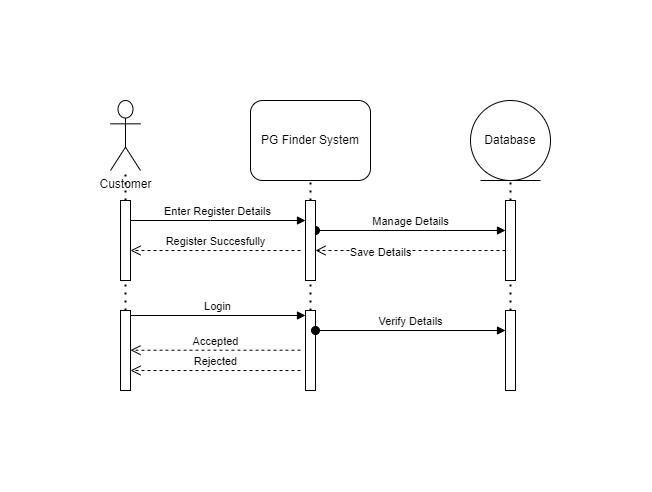 PG Finder System
Database
Customer
Enter Register Details
Manage Details
Register Succesfully
Save Details
Login
Verify Details
Accepted
Rejected